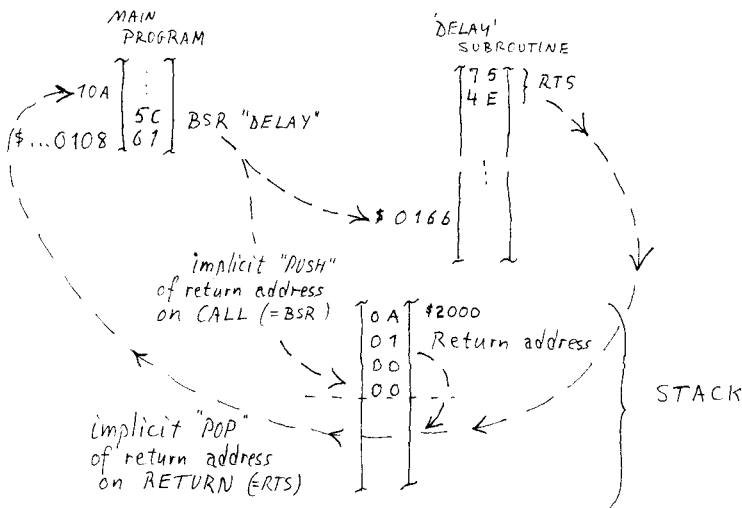 MAIN
PROGRAM
10A
⋮
5C
($...0108
61
BSR "DELAY"
'DELAY'
SUBROUTINE
75
4E
} RTS
⋮
$ 0166
implicit "PUSH"
of return address
on CALL (=BSR)
0A
$2000
01
Return address
00
00
STACK
implicit "POP"
of return address
on RETURN (=RTS)